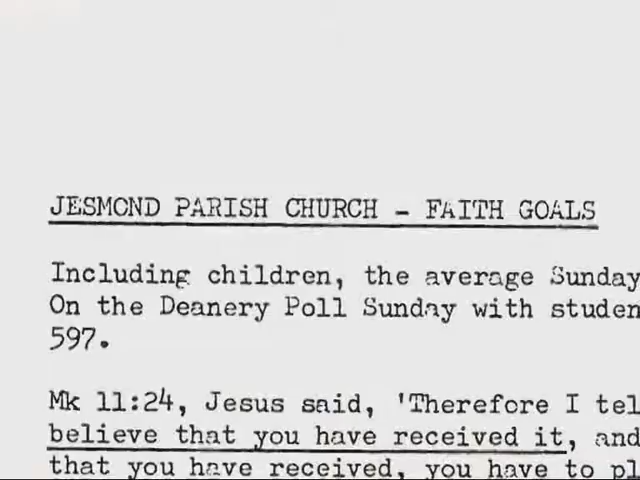 JESMOND PARISH CHURCH - FAITH GOALS
Including children, the average Sunday
On the Deanery Poll Sunday with studen
597.
Mk 11:24, Jesus said, 'Therefore I tel
believe that you have received it, and
that you have received, you have to pl